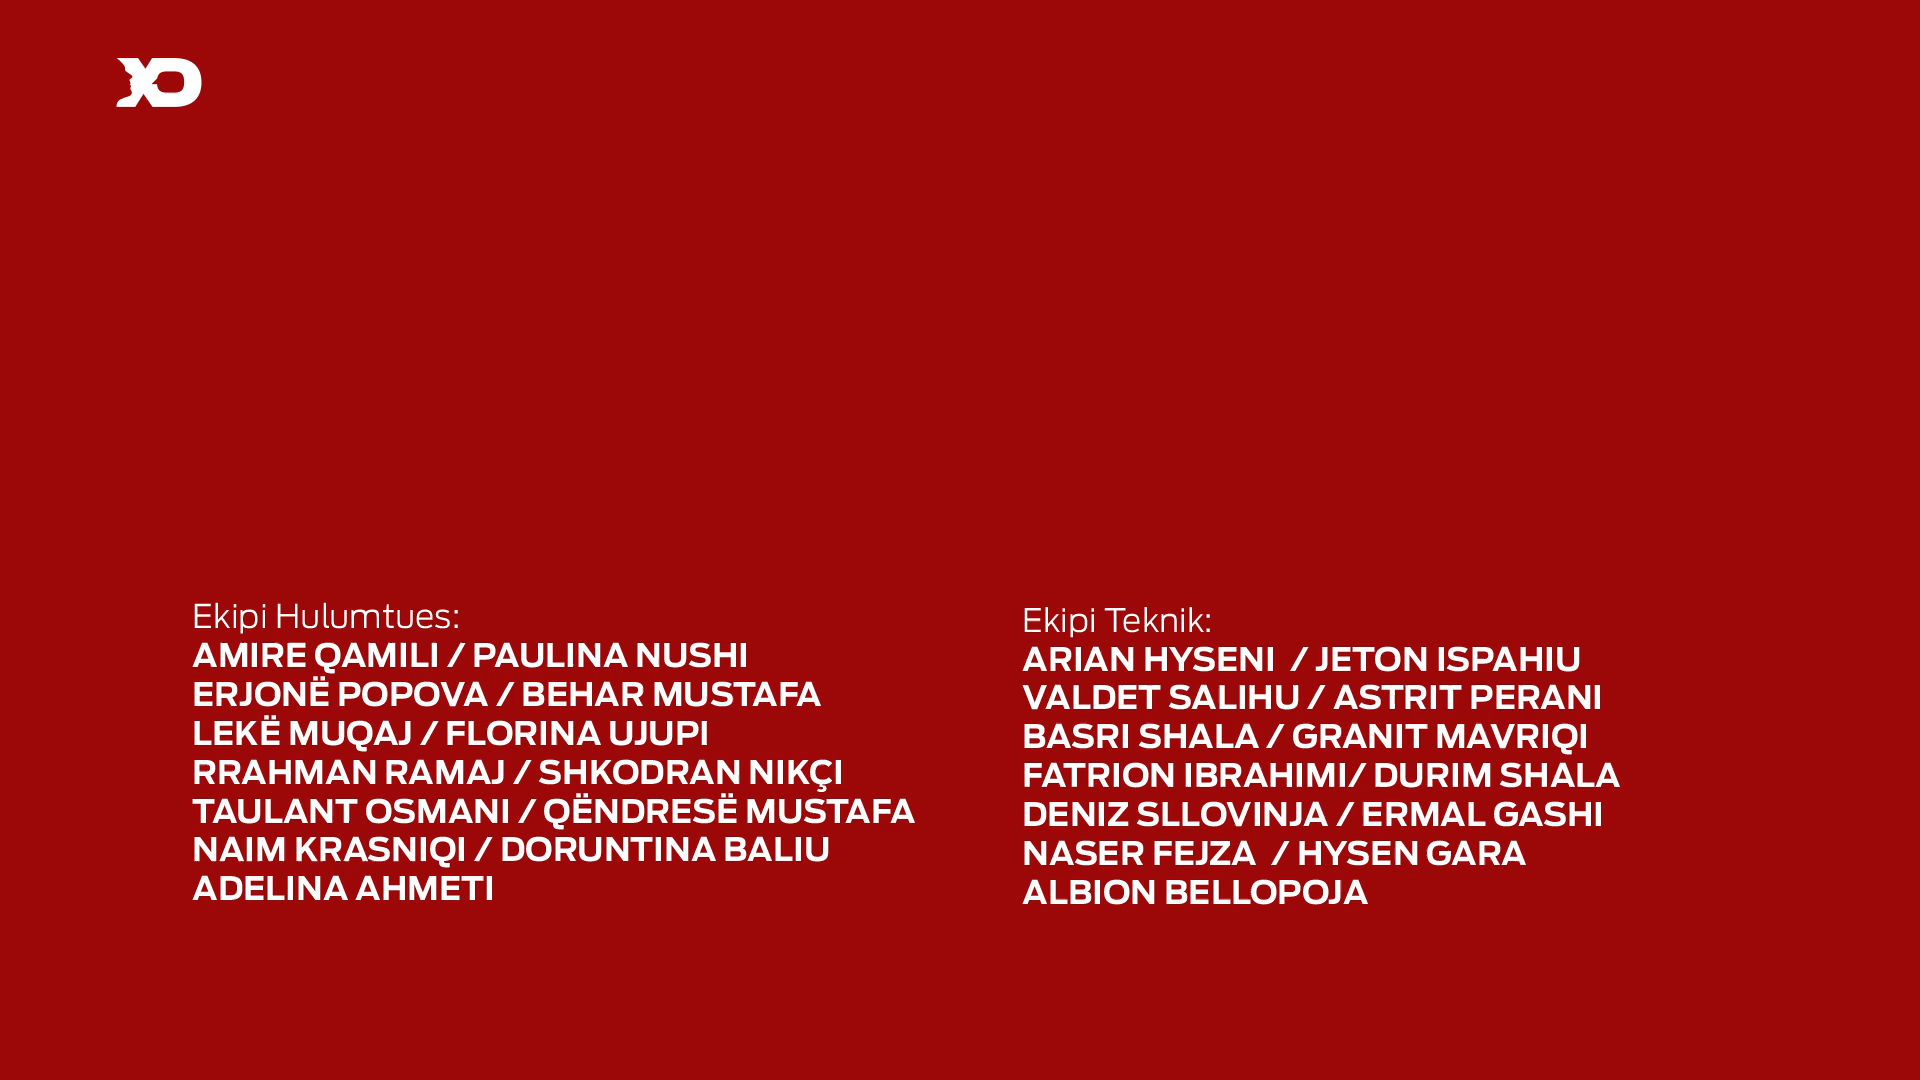 XO
Ekipi Hulumtues:
AMIRE QAMILI / PAULINA NUSHI
ERJONË POPOVA / BEHAR MUSTAFA
LEKË MUQAJ / FLORINA UJUPI
RRAHMAN RAMAJ / SHKODRAN NIKÇI
TAULANT OSMANI / QËNDRESË MUSTAFA
NAIM KRASNIQI / DORUNTINA BALIU
ADELINA AHMETI
Ekipi Teknik:
ARIAN HYSENI / JETON ISPAHIU
VALDET SALIHU / ASTRIT PERANI
BASRI SHALA / GRANIT MAVRIQI
FATRION IBRAHIMI/ DURIM SHALA
DENIZ SLLOVINJA / ERMAL GASHI
NASER FEJZA / HYSEN GARA
ALBION BELLOPOJA